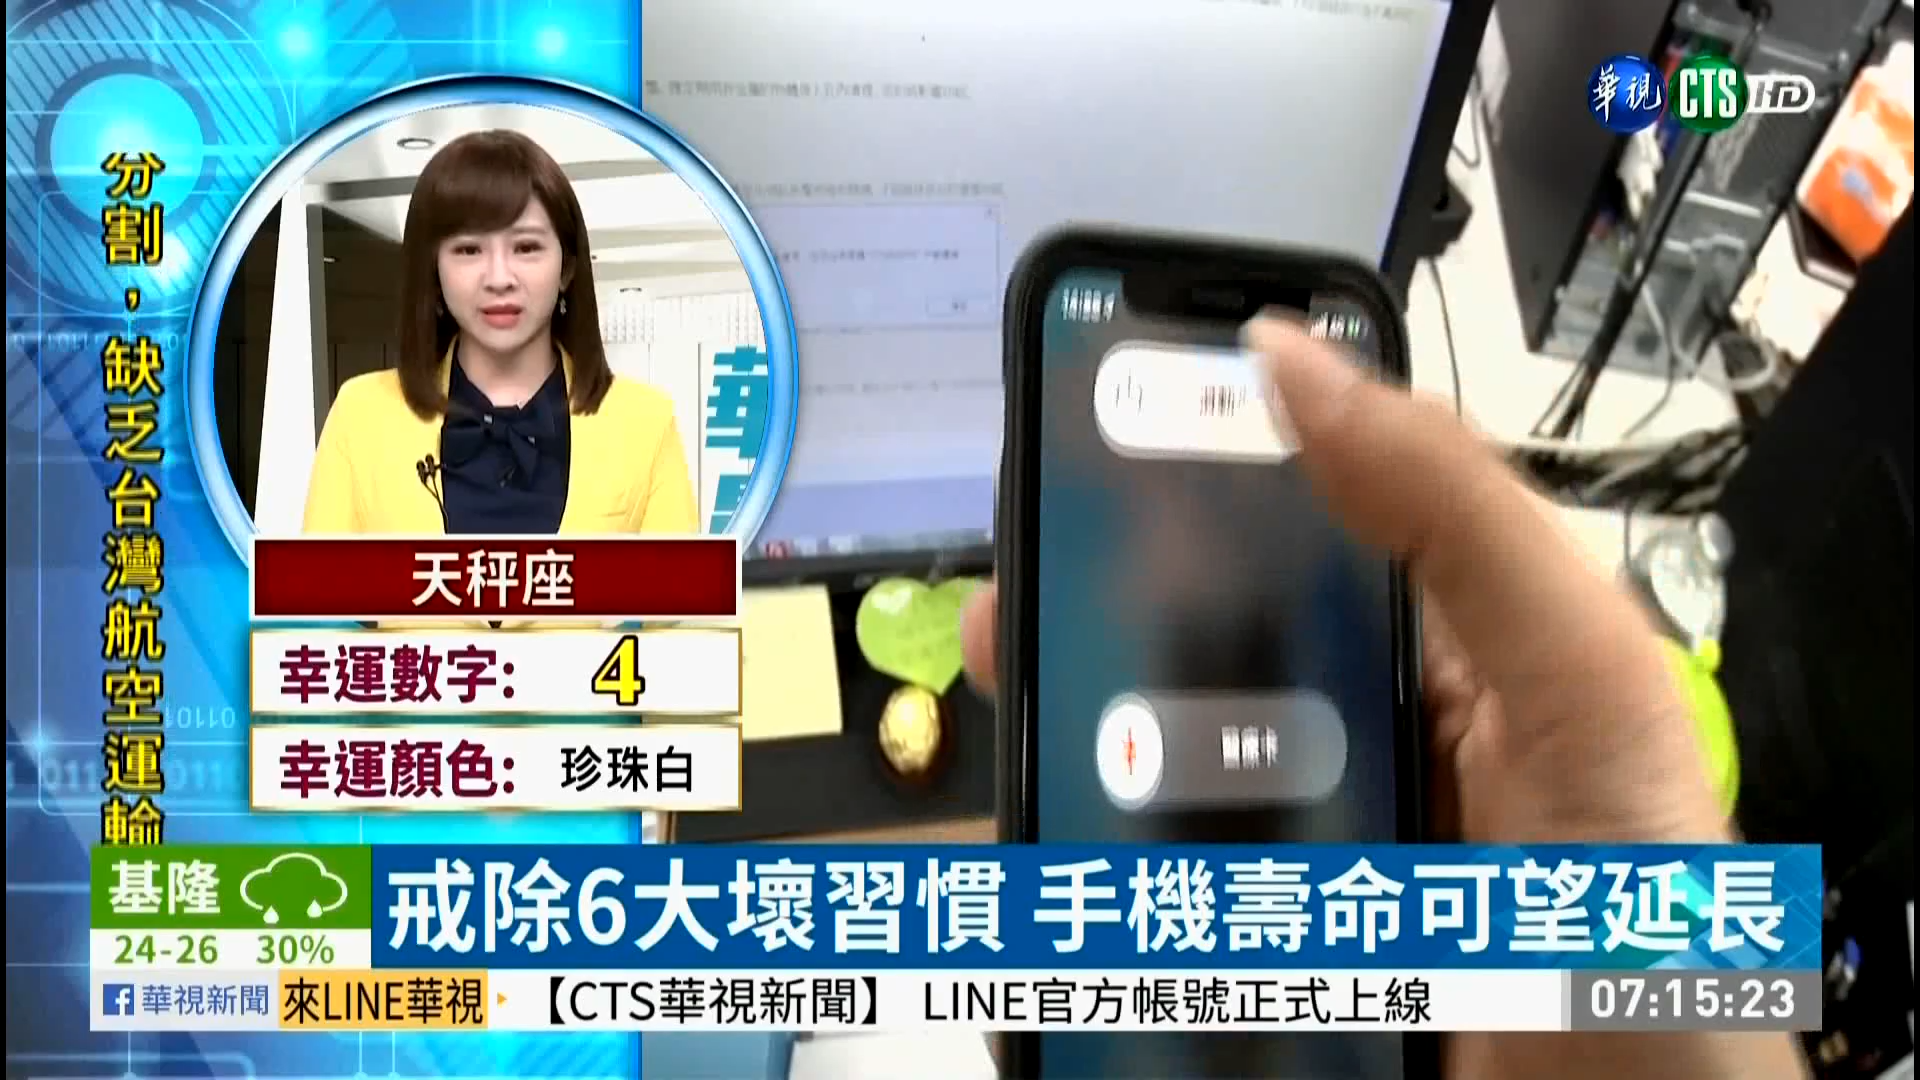 華視 CTS HD
分割，缺乏台灣航空運輸
天秤座
幸運數字: 4
幸運顏色: 珍珠白
基隆
24-26 30%
戒除6大壞習慣 手機壽命可望延長
華視新聞 來LINE華視 【CTS華視新聞】 LINE官方帳號正式上線
07:15:23
醫療卡